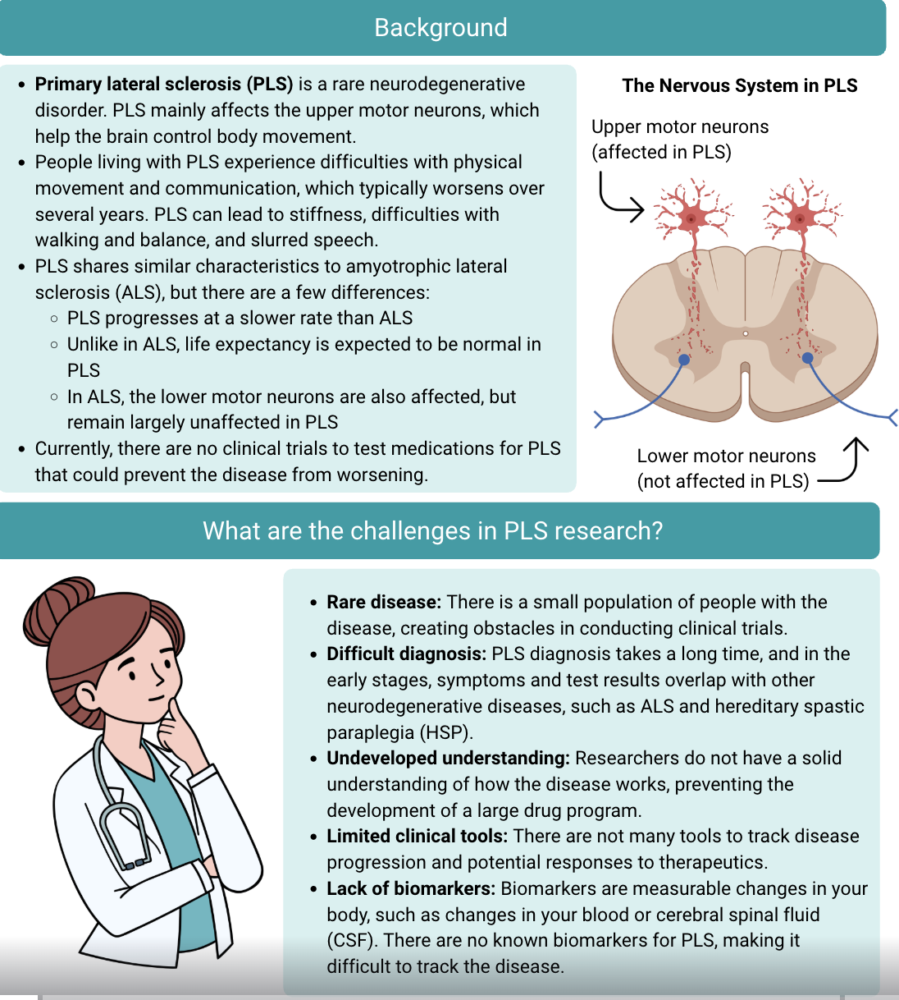 Background
• Primary lateral sclerosis (PLS) is a rare neurodegenerative
disorder. PLS mainly affects the upper motor neurons, which
help the brain control body movement.
• People living with PLS experience difficulties with physical
movement and communication, which typically worsens over
several years. PLS can lead to stiffness, difficulties with
walking and balance, and slurred speech.
• PLS shares similar characteristics to amyotrophic lateral
sclerosis (ALS), but there are a few differences:
○ PLS progresses at a slower rate than ALS
○ Unlike in ALS, life expectancy is expected to be normal in
PLS
○ In ALS, the lower motor neurons are also affected, but
remain largely unaffected in PLS
• Currently, there are no clinical trials to test medications for PLS
that could prevent the disease from worsening.
The Nervous System in PLS
Upper motor neurons
(affected in PLS)
Lower motor neurons
(not affected in PLS)
What are the challenges in PLS research?
• Rare disease: There is a small population of people with the
disease, creating obstacles in conducting clinical trials.
• Difficult diagnosis: PLS diagnosis takes a long time, and in the
early stages, symptoms and test results overlap with other
neurodegenerative diseases, such as ALS and hereditary spastic
paraplegia (HSP).
• Undeveloped understanding: Researchers do not have a solid
understanding of how the disease works, preventing the
development of a large drug program.
• Limited clinical tools: There are not many tools to track disease
progression and potential responses to therapeutics.
• Lack of biomarkers: Biomarkers are measurable changes in your
body, such as changes in your blood or cerebral spinal fluid
(CSF). There are no known biomarkers for PLS, making it
difficult to track the disease.